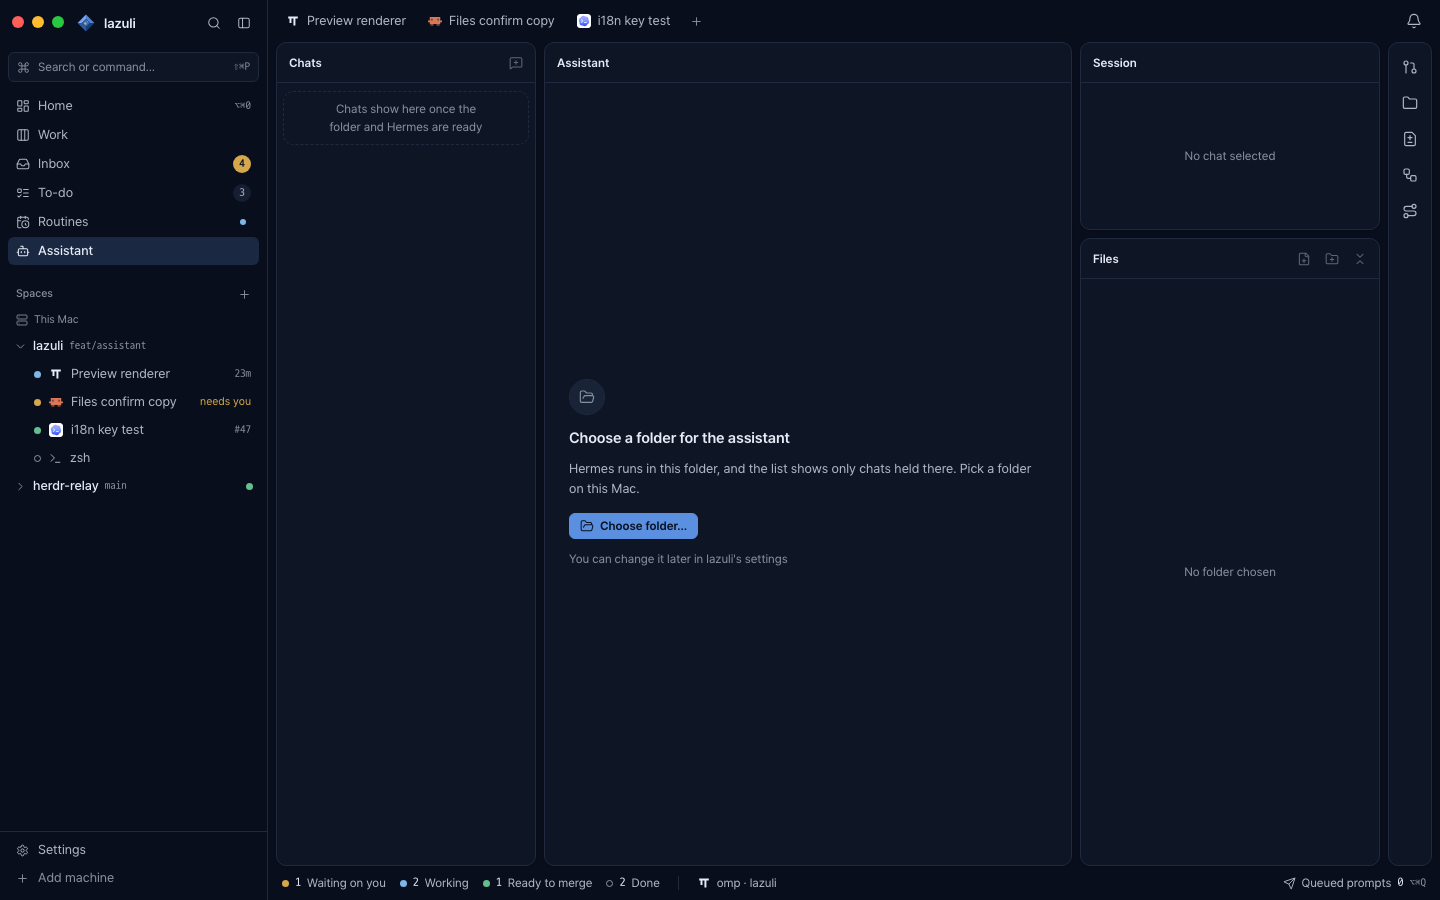 lazuli
Search or command... ⇧⌘P
Home ⌥⌘0
Work
Inbox 4
To-do 3
Routines
Assistant
Spaces
This Mac
lazuli feat/assistant
Preview renderer 23m
Files confirm copy needs you
i18n key test #47
zsh
herdr-relay main
Settings
Add machine
Preview renderer
Files confirm copy
i18n key test
Chats
Chats show here once the
folder and Hermes are ready
Assistant
Choose a folder for the assistant
Hermes runs in this folder, and the list shows only chats held there. Pick a folder
on this Mac.
Choose folder...
You can change it later in lazuli's settings
Session
No chat selected
Files
No folder chosen
1 Waiting on you 2 Working 1 Ready to merge 2 Done omp · lazuli
Queued prompts 0 ⌥⌘Q